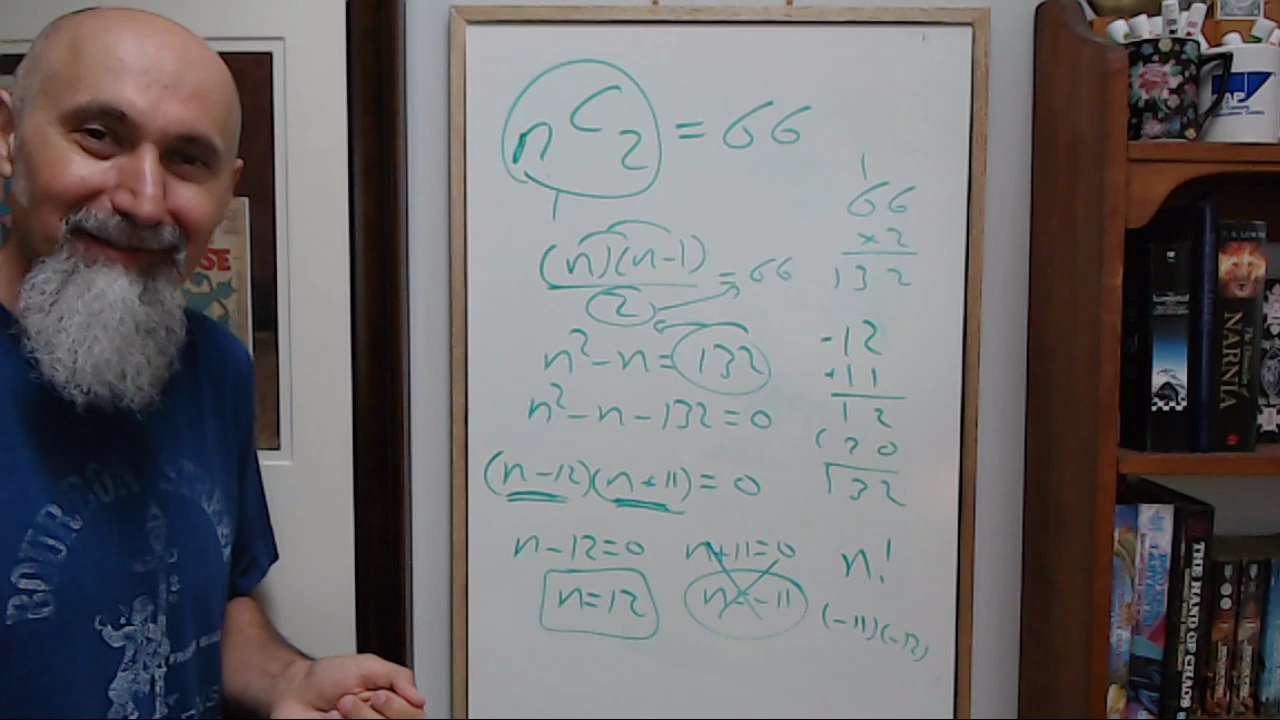 nC2 = 66
(n)(n-1)
2
= 66
n²-n=132
n²-n-132=0
(n-12)(n+11)=0
n-12=0
n+11=0
n=12
n=-11
1
66
x2
132
-12
+11
12
120
132
n!
(-11)(-12)
NARNIA
THE HAND OF CHAOS